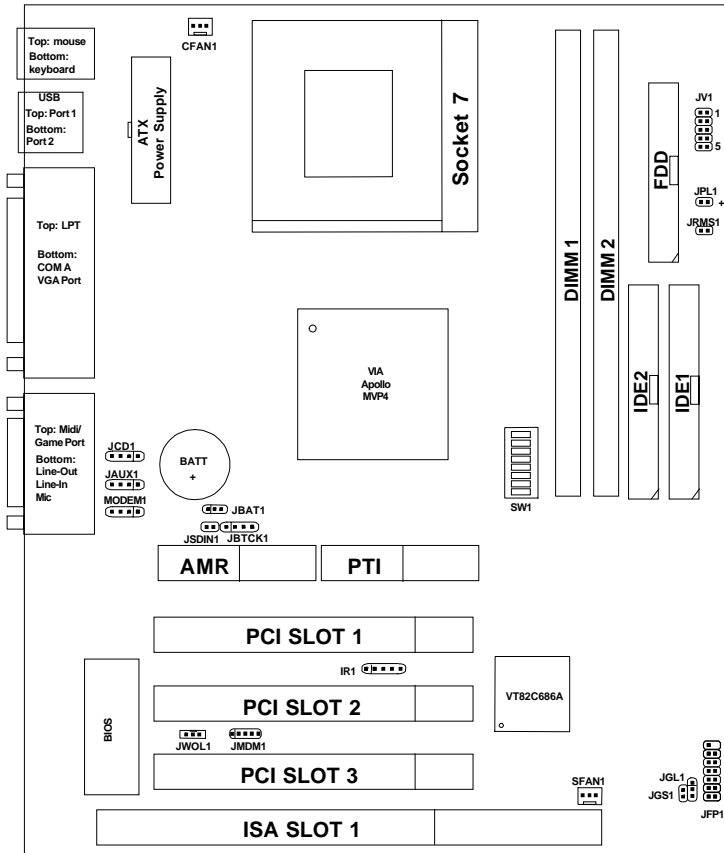 Top: mouse
Bottom:
keyboard
CFAN1
USB
Top: Port 1
Bottom:
Port 2
ATX
Power Supply
Socket 7
DIMM 1
DIMM 2
FDD
JV1
1
5
JPL1
+
JRMS1
Top: LPT
Bottom:
COM A
VGA Port
VIA
Apollo
MVP4
IDE2
IDE1
Top: Midi/
Game Port
Bottom:
Line-Out
Line-In
Mic
JCD1
JAUX1
MODEM1
BATT
+
JBAT1
JSDIN1
JBTCK1
SW1
AMR
PTI
PCI SLOT 1
IR1
PCI SLOT 2
VT82C686A
BIOS
JWOL1
JMDM1
PCI SLOT 3
SFAN1
JGL1
JGS1
JFP1
ISA SLOT 1